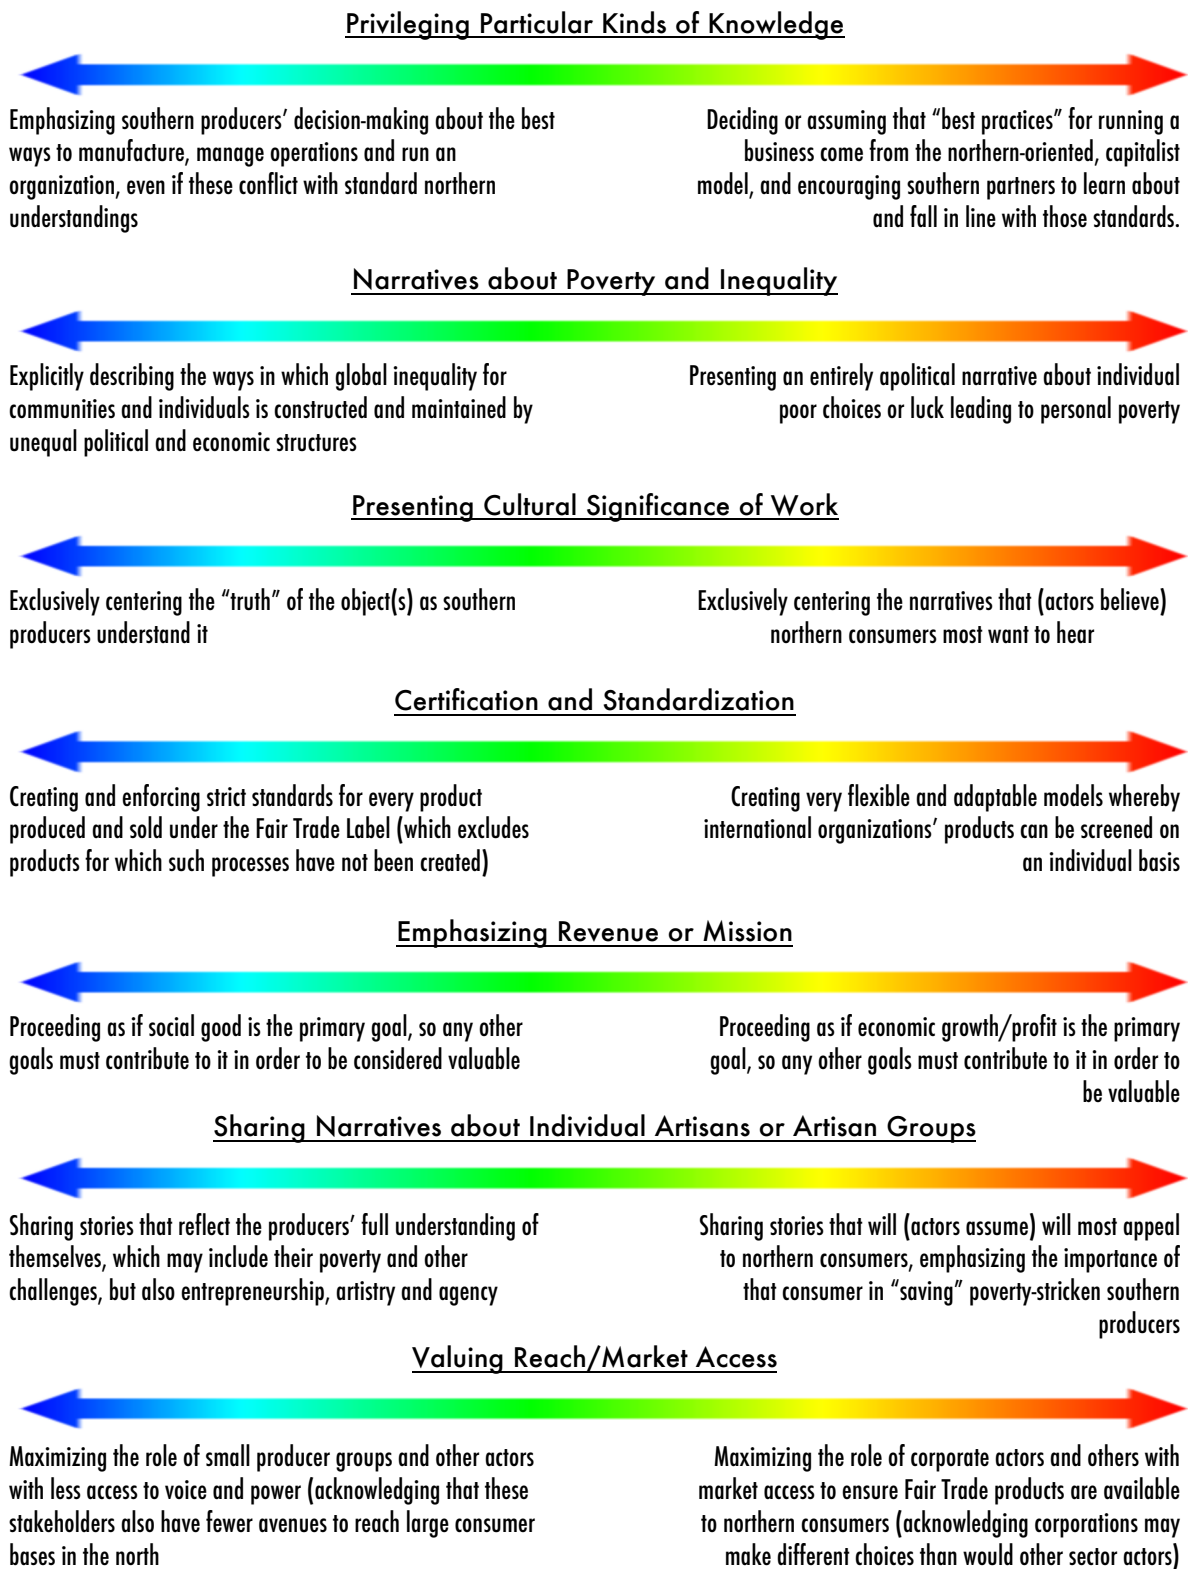 Privileging Particular Kinds of Knowledge
Emphasizing southern producers’ decision-making about the best
ways to manufacture, manage operations and run an
organization, even if these conflict with standard northern
understandings
Deciding or assuming that “best practices” for running a
business come from the northern-oriented, capitalist
model, and encouraging southern partners to learn about
and fall in line with those standards.
Narratives about Poverty and Inequality
Explicitly describing the ways in which global inequality for
communities and individuals is constructed and maintained by
unequal political and economic structures
Presenting an entirely apolitical narrative about individual
poor choices or luck leading to personal poverty
Presenting Cultural Significance of Work
Exclusively centering the “truth” of the object(s) as southern
producers understand it
Exclusively centering the narratives that (actors believe)
northern consumers most want to hear
Certification and Standardization
Creating and enforcing strict standards for every product
produced and sold under the Fair Trade Label (which excludes
products for which such processes have not been created)
Creating very flexible and adaptable models whereby
international organizations’ products can be screened on
an individual basis
Emphasizing Revenue or Mission
Proceeding as if social good is the primary goal, so any other
goals must contribute to it in order to be considered valuable
Proceeding as if economic growth/profit is the primary
goal, so any other goals must contribute to it in order to
be valuable
Sharing Narratives about Individual Artisans or Artisan Groups
Sharing stories that reflect the producers’ full understanding of
themselves, which may include their poverty and other
challenges, but also entrepreneurship, artistry and agency
Sharing stories that will (actors assume) will most appeal
to northern consumers, emphasizing the importance of
that consumer in “saving” poverty-stricken southern
producers
Valuing Reach/Market Access
Maximizing the role of small producer groups and other actors
with less access to voice and power (acknowledging that these
stakeholders also have fewer avenues to reach large consumer
bases in the north
Maximizing the role of corporate actors and others with
market access to ensure Fair Trade products are available
to northern consumers (acknowledging corporations may
make different choices than would other sector actors)